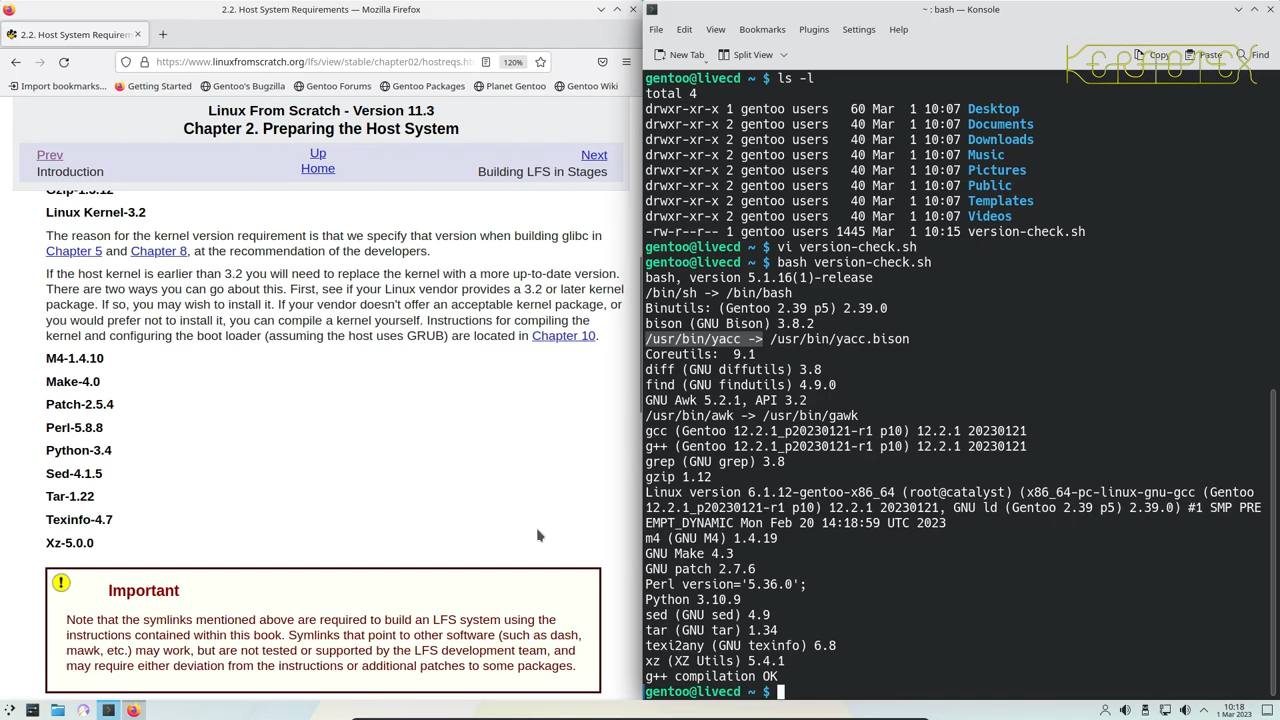 2.2. Host System Requirements — Mozilla Firefox
2.2. Host System Requirem
https://www.linuxfromscratch.org/lfs/view/stable/chapter02/hostreqs.h
120%
Import bookmarks...
Getting Started
Gentoo's Bugzilla
Gentoo Forums
Gentoo Packages
Planet Gentoo
Gentoo Wiki
Linux From Scratch - Version 11.3
Chapter 2. Preparing the Host System
Prev
Up
Next
Introduction
Home
Building LFS in Stages
Gzip-1.3.12
Linux Kernel-3.2
The reason for the kernel version requirement is that we specify that version when building glibc in
Chapter 5 and Chapter 8, at the recommendation of the developers.
If the host kernel is earlier than 3.2 you will need to replace the kernel with a more up-to-date version.
There are two ways you can go about this. First, see if your Linux vendor provides a 3.2 or later kernel
package. If so, you may wish to install it. If your vendor doesn't offer an acceptable kernel package, or
you would prefer not to install it, you can compile a kernel yourself. Instructions for compiling the
kernel and configuring the boot loader (assuming the host uses GRUB) are located in Chapter 10.
M4-1.4.10
Make-4.0
Patch-2.5.4
Perl-5.8.8
Python-3.4
Sed-4.1.5
Tar-1.22
Texinfo-4.7
Xz-5.0.0
Important
Note that the symlinks mentioned above are required to build an LFS system using the
instructions contained within this book. Symlinks that point to other software (such as dash,
mawk, etc.) may work, but are not tested or supported by the LFS development team, and
may require either deviation from the instructions or additional patches to some packages.
~ : bash — Konsole
File Edit View Bookmarks Plugins Settings Help
New Tab
Split View
Copy
Paste
Find
KERNOTEX
gentoo@livecd ~ $ ls -l
total 4
drwxr-xr-x 1 gentoo users 60 Mar 1 10:07 Desktop
drwxr-xr-x 2 gentoo users 40 Mar 1 10:07 Documents
drwxr-xr-x 2 gentoo users 40 Mar 1 10:07 Downloads
drwxr-xr-x 2 gentoo users 40 Mar 1 10:07 Music
drwxr-xr-x 2 gentoo users 40 Mar 1 10:07 Pictures
drwxr-xr-x 2 gentoo users 40 Mar 1 10:07 Public
drwxr-xr-x 2 gentoo users 40 Mar 1 10:07 Templates
drwxr-xr-x 2 gentoo users 40 Mar 1 10:07 Videos
-rw-r--r-- 1 gentoo users 1445 Mar 1 10:15 version-check.sh
gentoo@livecd ~ $ vi version-check.sh
gentoo@livecd ~ $ bash version-check.sh
bash, version 5.1.16(1)-release
/bin/sh -> /bin/bash
Binutils: (Gentoo 2.39 p5) 2.39.0
bison (GNU Bison) 3.8.2
/usr/bin/yacc -> /usr/bin/yacc.bison
Coreutils: 9.1
diff (GNU diffutils) 3.8
find (GNU findutils) 4.9.0
GNU Awk 5.2.1, API 3.2
/usr/bin/awk -> /usr/bin/gawk
gcc (Gentoo 12.2.1_p20230121-r1 p10) 12.2.1 20230121
g++ (Gentoo 12.2.1_p20230121-r1 p10) 12.2.1 20230121
grep (GNU grep) 3.8
gzip 1.12
Linux version 6.1.12-gentoo-x86_64 (root@catalyst) (x86_64-pc-linux-gnu-gcc (Gentoo
12.2.1_p20230121-r1 p10) 12.2.1 20230121, GNU ld (Gentoo 2.39 p5) 2.39.0) #1 SMP PRE
EMPT_DYNAMIC Mon Feb 20 14:18:59 UTC 2023
m4 (GNU M4) 1.4.19
GNU Make 4.3
GNU patch 2.7.6
Perl version='5.36.0';
Python 3.10.9
sed (GNU sed) 4.9
tar (GNU tar) 1.34
texi2any (GNU texinfo) 6.8
xz (XZ Utils) 5.4.1
g++ compilation OK
gentoo@livecd ~ $
10:18
1 Mar 2023